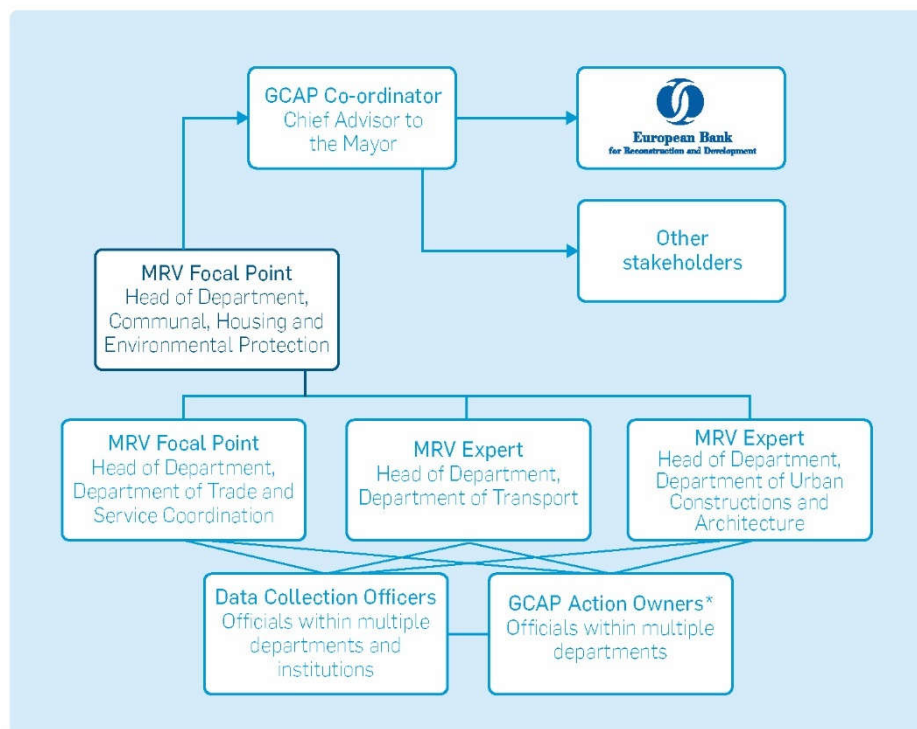 GCAP Co-ordinator
Chief Advisor to
the Mayor
European Bank
for Reconstruction and Development
Other
stakeholders
MRV Focal Point
Head of Department,
Communal, Housing and
Environmental Protection
MRV Focal Point
Head of Department,
Department of Trade and
Service Coordination
MRV Expert
Head of Department,
Department of Transport
MRV Expert
Head of Department,
Department of Urban
Constructions and
Architecture
Data Collection Officers
Officials within multiple
departments and
institutions
GCAP Action Owners*
Officials within multiple
departments